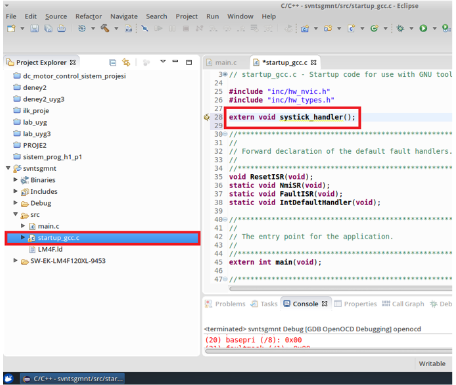 C/C++ - svntsgmnt/src/startup_gcc.c - Eclipse
File Edit Source Refactor Navigate Search Project Run Window Help
Project Explorer
dc_motor_control_sistem_projesi
deney2
deney2_uyg3
ilk_proje
lab_uyg
lab_uyg3
PROJE2
sistem_prog_h1_p1
svntsgmnt
Binaries
Includes
Debug
src
main.c
startup_gcc.c
LM4F.ld
SW-EK-LM4F120XL-9453
main.c
*startup_gcc.c
3 // startup_gcc.c - Startup code for use with GNU tool
24
25 #include "inc/hw_nvic.h"
26 #include "inc/hw_types.h"
27
28 extern void systick_handler();
29
30 //*****************************************************
31 //
32 // Forward declaration of the default fault handlers.
33 //
34 //*****************************************************
35 void ResetISR(void);
36 static void NmiSR(void);
37 static void FaultISR(void);
38 static void IntDefaultHandler(void);
39
40 //*****************************************************
41 //
42 // The entry point for the application.
43 //
44 //*****************************************************
45 extern int main(void);
46
47 //*****************************************************
Problems Tasks Console Properties Call Graph Deb
<terminated> svntsgmnt Debug [GDB OpenOCD Debugging] openocd
(20) basepri (/8): 0x00
Writable
C/C++ - svntsgmnt/src/star...